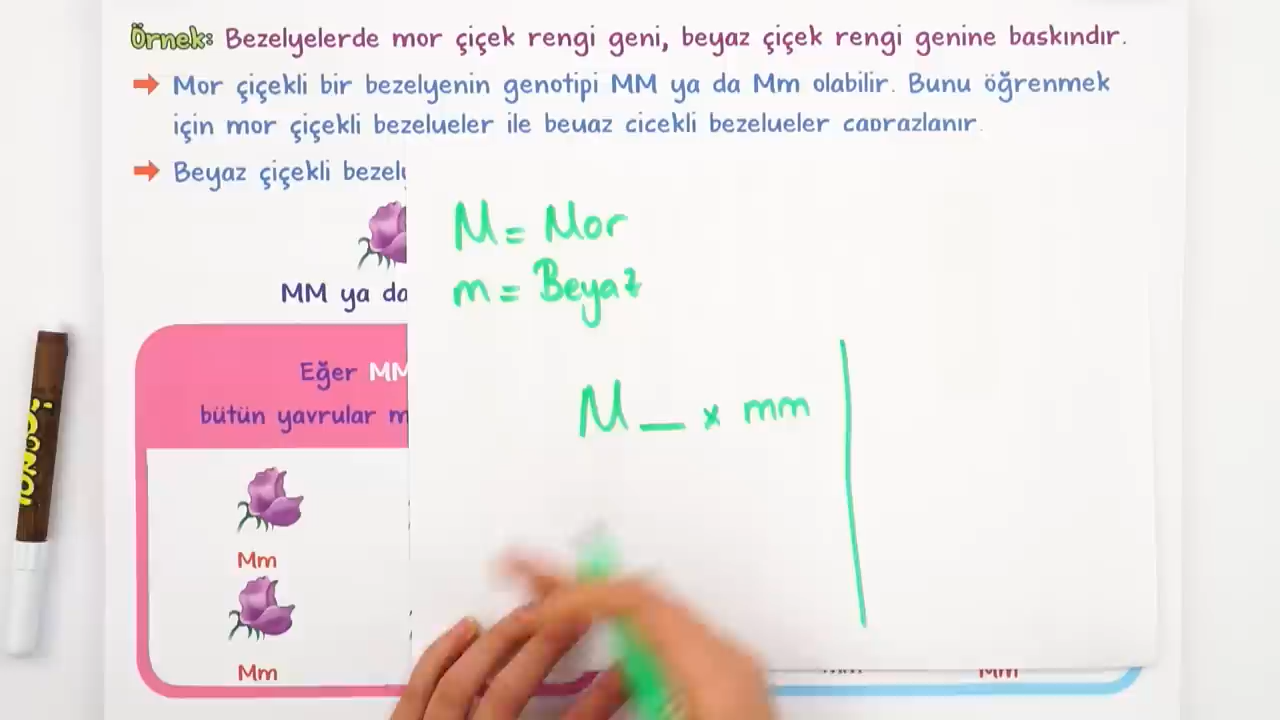 Örnek: Bezelyelerde mor çiçek rengi geni, beyaz çiçek rengi genine baskındır.
→ Mor çiçekli bir bezelyenin genotipi MM ya da Mm olabilir. Bunu öğrenmek
için mor çiçekli bezelyeler ile beyaz çiçekli bezelyeler çaprazlanır.
→ Beyaz çiçekli bezely
M = Mor
m = Beyaz
MM ya da
Eğer MM
bütün yavrular m
M _ x mm
Mm
Mm
Mm